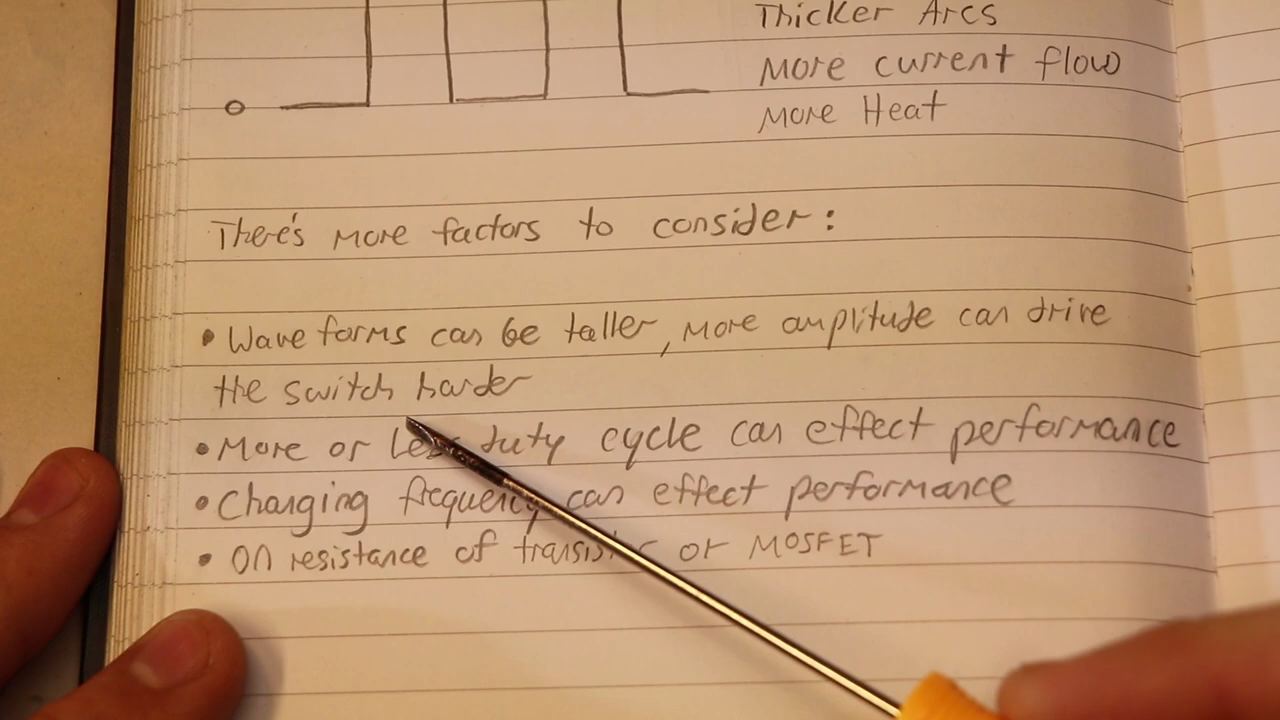 Thicker Arcs
More current flow
More Heat
0
There's more factors to consider:
• Wave forms can be taller, more amplitude can drive
the switch harder
• More or less duty cycle can effect performance
• Changing frequency can effect performance
• ON resistance of transistor or MOSFET